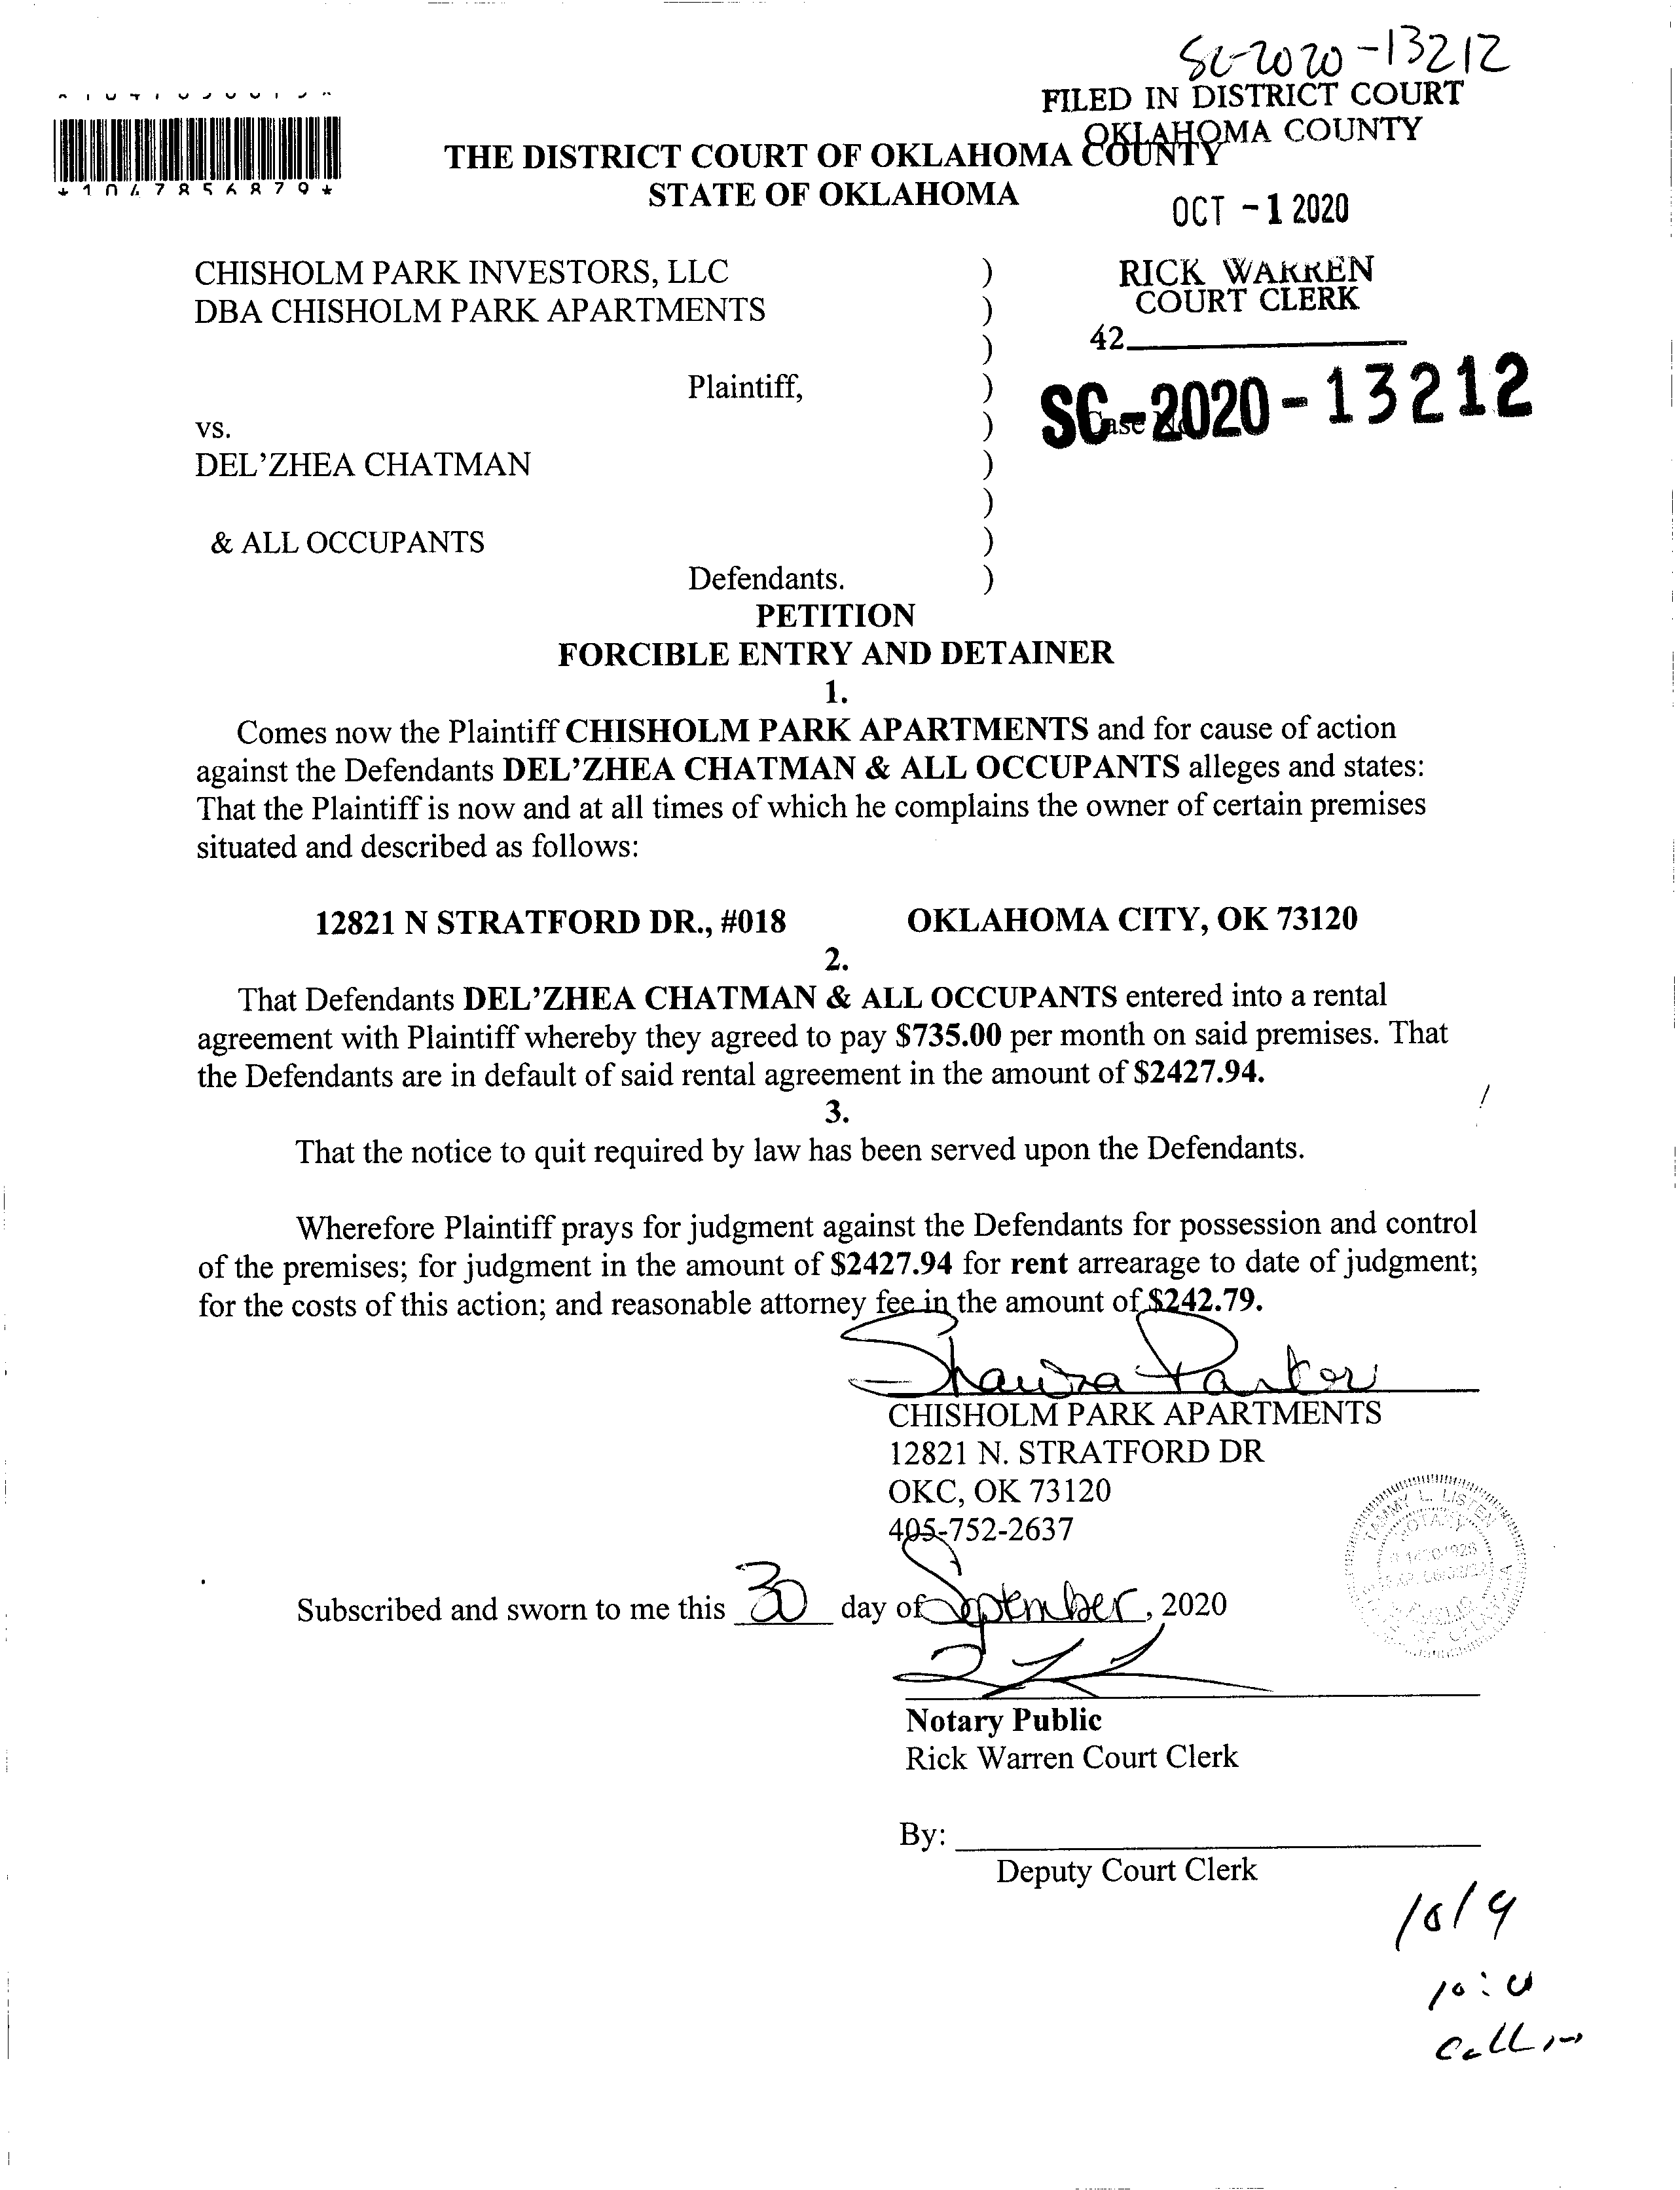 SC-2020-13212
FILED IN DISTRICT COURT
OKLAHOMA COUNTY
*1047856879*
THE DISTRICT COURT OF OKLAHOMA COUNTY
STATE OF OKLAHOMA
OCT -1 2020
CHISHOLM PARK INVESTORS, LLC )
DBA CHISHOLM PARK APARTMENTS )
)
RICK WARREN
COURT CLERK
42
Plaintiff, )
SC-2020-13212
vs. ) Case No
DEL'ZHEA CHATMAN )
)
& ALL OCCUPANTS )
Defendants. )
PETITION
FORCIBLE ENTRY AND DETAINER
1.
Comes now the Plaintiff CHISHOLM PARK APARTMENTS and for cause of action
against the Defendants DEL'ZHEA CHATMAN & ALL OCCUPANTS alleges and states:
That the Plaintiff is now and at all times of which he complains the owner of certain premises
situated and described as follows:
12821 N STRATFORD DR., #018 OKLAHOMA CITY, OK 73120
2.
That Defendants DEL'ZHEA CHATMAN & ALL OCCUPANTS entered into a rental
agreement with Plaintiff whereby they agreed to pay $735.00 per month on said premises. That
the Defendants are in default of said rental agreement in the amount of $2427.94.
3.
That the notice to quit required by law has been served upon the Defendants.
Wherefore Plaintiff prays for judgment against the Defendants for possession and control
of the premises; for judgment in the amount of $2427.94 for rent arrearage to date of judgment;
for the costs of this action; and reasonable attorney fee in the amount of $242.79.
CHISHOLM PARK APARTMENTS
12821 N. STRATFORD DR
OKC, OK 73120
405-752-2637
TAMMY L. LISTEN
NOTARY
Subscribed and sworn to me this 30 day of September, 2020
Notary Public
Rick Warren Court Clerk
By:
Deputy Court Clerk
10/9
Call in